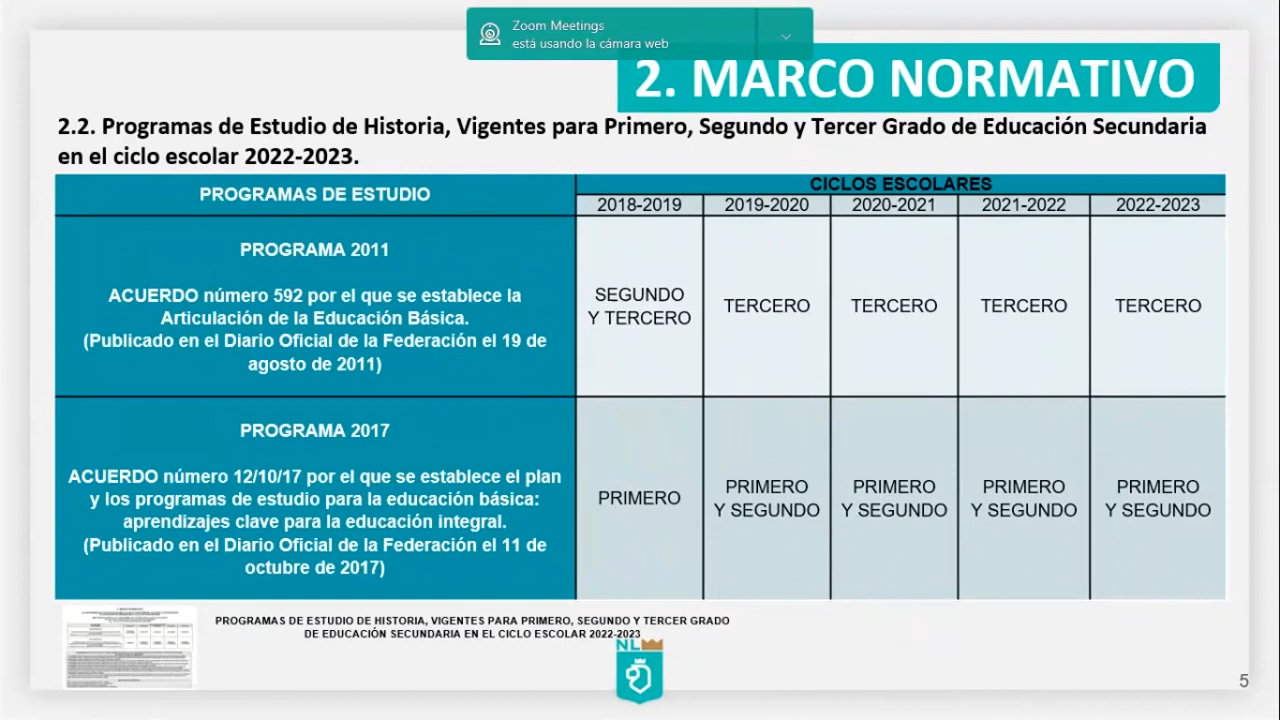 Zoom Meetings
está usando la cámara web
2. MARCO NORMATIVO
2.2. Programas de Estudio de Historia, Vigentes para Primero, Segundo y Tercer Grado de Educación Secundaria
en el ciclo escolar 2022-2023.
PROGRAMAS DE ESTUDIO
CICLOS ESCOLARES
2018-2019
2019-2020
2020-2021
2021-2022
2022-2023
PROGRAMA 2011
ACUERDO número 592 por el que se establece la
Articulación de la Educación Básica.
(Publicado en el Diario Oficial de la Federación el 19 de
agosto de 2011)
SEGUNDO
Y TERCERO
TERCERO
TERCERO
TERCERO
TERCERO
PROGRAMA 2017
ACUERDO número 12/10/17 por el que se establece el plan
y los programas de estudio para la educación básica:
aprendizajes clave para la educación integral.
(Publicado en el Diario Oficial de la Federación el 11 de
octubre de 2017)
PRIMERO
PRIMERO
Y SEGUNDO
PRIMERO
Y SEGUNDO
PRIMERO
Y SEGUNDO
PRIMERO
Y SEGUNDO
PROGRAMAS DE ESTUDIO DE HISTORIA, VIGENTES PARA PRIMERO, SEGUNDO Y TERCER GRADO
DE EDUCACIÓN SECUNDARIA EN EL CICLO ESCOLAR 2022-2023
NL
5